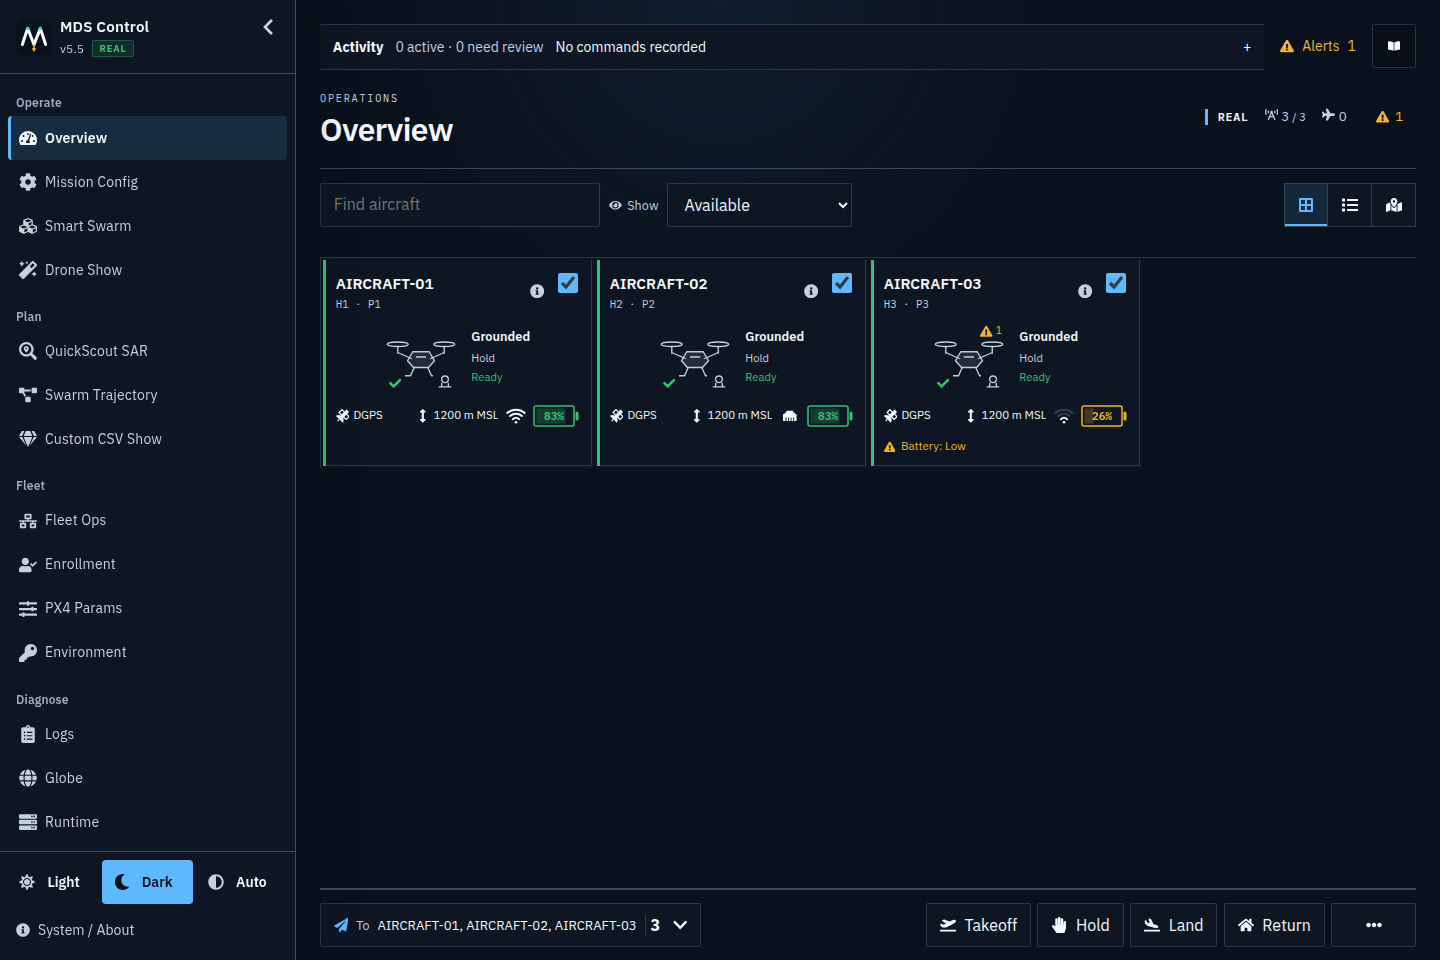 MDS Control
v5.5 REAL
Operate
Overview
Mission Config
Smart Swarm
Drone Show
Plan
QuickScout SAR
Swarm Trajectory
Custom CSV Show
Fleet
Fleet Ops
Enrollment
PX4 Params
Environment
Diagnose
Logs
Globe
Runtime
Light Dark Auto
System / About
Activity 0 active · 0 need review No commands recorded +
Alerts 1
OPERATIONS
Overview
REAL 3 / 3 0 1
Find aircraft Show Available
AIRCRAFT-01
H1 · P1
Grounded
Hold
Ready
DGPS 1200 m MSL 83%
AIRCRAFT-02
H2 · P2
Grounded
Hold
Ready
DGPS 1200 m MSL 83%
AIRCRAFT-03
H3 · P3
1
Grounded
Hold
Ready
DGPS 1200 m MSL 26%
Battery: Low
To AIRCRAFT-01, AIRCRAFT-02, AIRCRAFT-03 3
Takeoff Hold Land Return •••